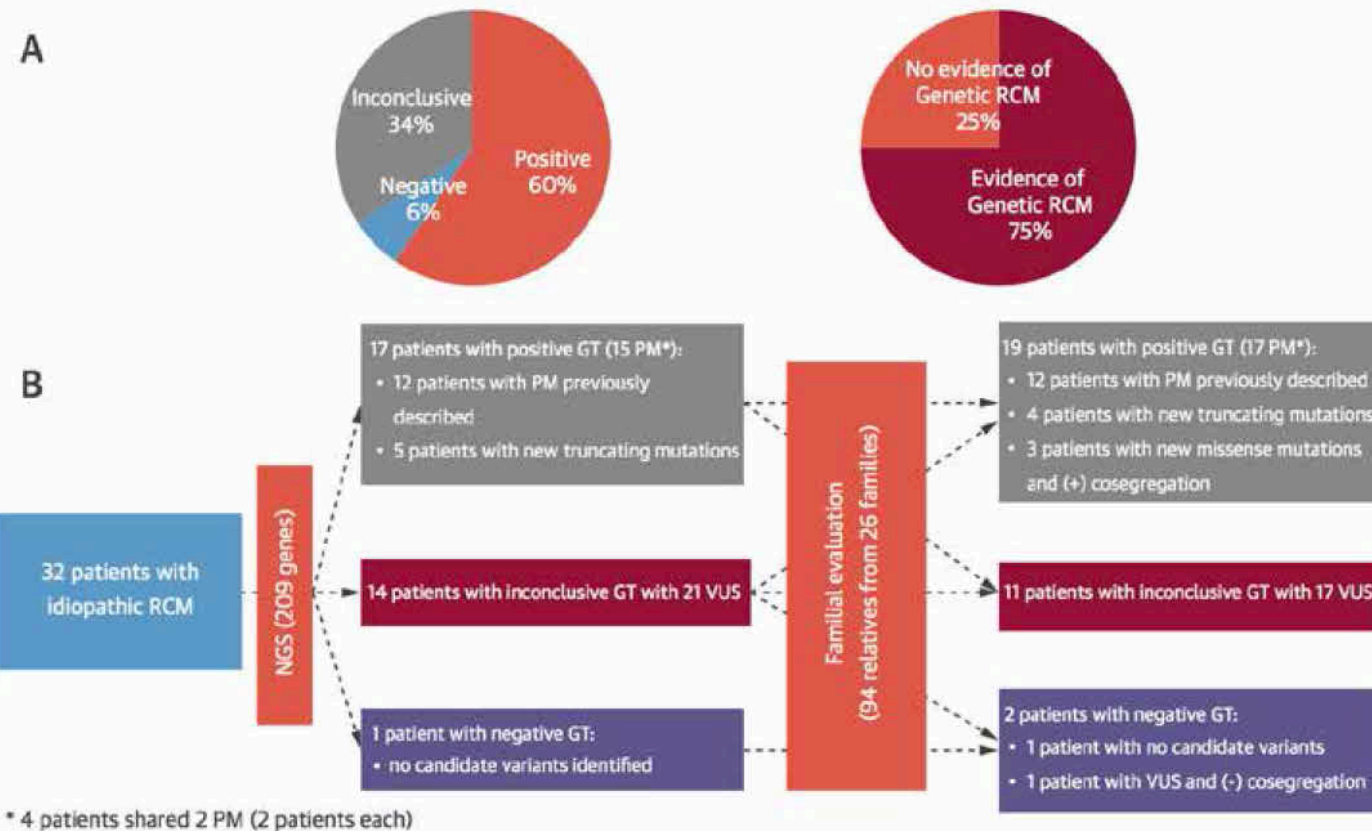 A
Inconclusive
34%
Negative
6%
Positive
60%
No evidence of
Genetic RCM
25%
Evidence of
Genetic RCM
75%
B
32 patients with
idiopathic RCM
NGS (209 genes)
17 patients with positive GT (15 PM*):
• 12 patients with PM previously
described
• 5 patients with new truncating mutations
14 patients with inconclusive GT with 21 VUS
1 patient with negative GT:
• no candidate variants identified
Familial evaluation
(94 relatives from 26 families)
19 patients with positive GT (17 PM*):
• 12 patients with PM previously described
• 4 patients with new truncating mutations
• 3 patients with new missense mutations
and (+) cosegregation
11 patients with inconclusive GT with 17 VUS
2 patients with negative GT:
• 1 patient with no candidate variants
• 1 patient with VUS and (-) cosegregation
* 4 patients shared 2 PM (2 patients each)